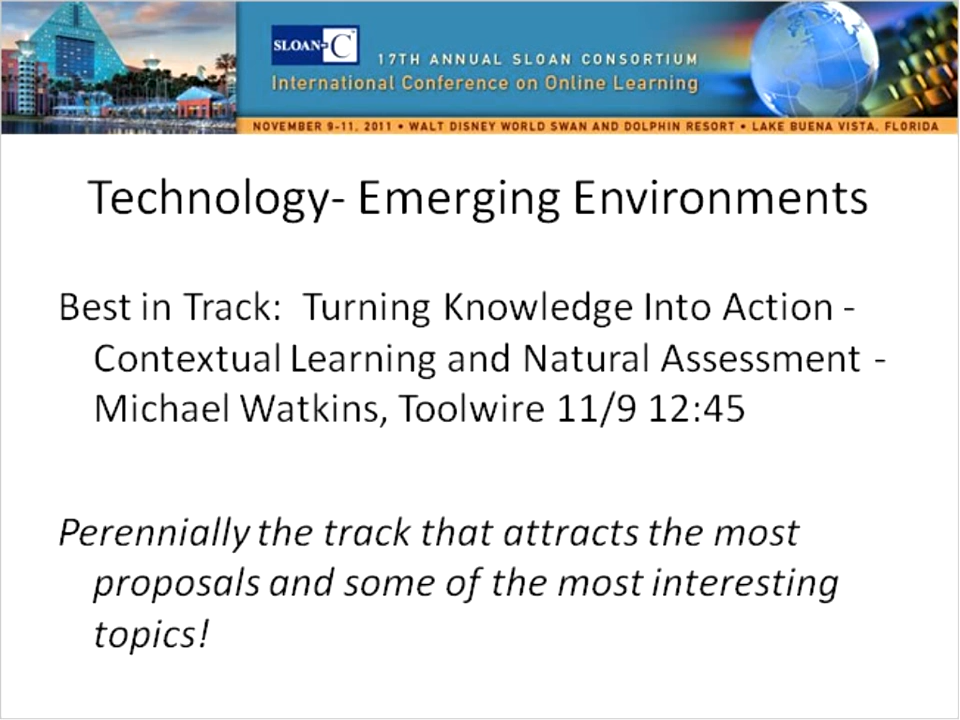 SLOAN-C
17TH ANNUAL SLOAN CONSORTIUM
International Conference on Online Learning
NOVEMBER 9-11, 2011 • WALT DISNEY WORLD SWAN AND DOLPHIN RESORT • LAKE BUENA VISTA, FLORIDA
Technology- Emerging Environments
Best in Track:  Turning Knowledge Into Action -
Contextual Learning and Natural Assessment -
Michael Watkins, Toolwire 11/9 12:45
Perennially the track that attracts the most
proposals and some of the most interesting
topics!